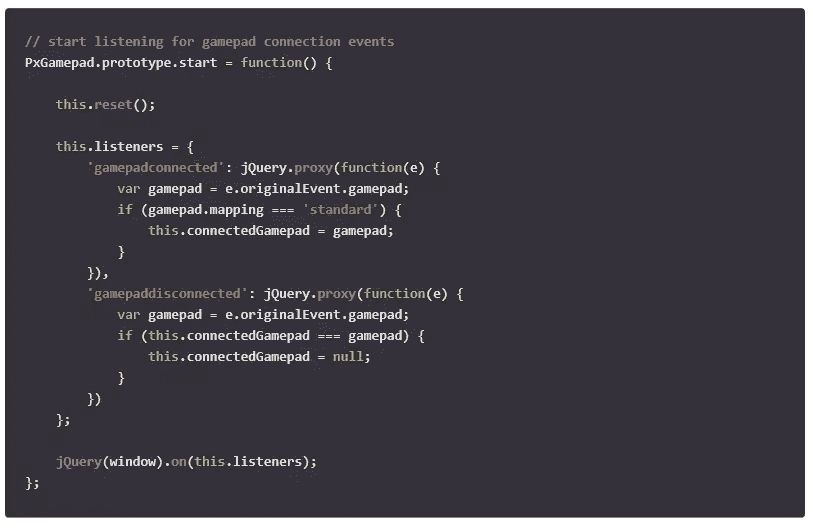 // start listening for gamepad connection events
PxGamepad.prototype.start = function() {
this.reset();
this.listeners = {
'gamepadconnected': jQuery.proxy(function(e) {
var gamepad = e.originalEvent.gamepad;
if (gamepad.mapping === 'standard') {
this.connectedGamepad = gamepad;
}
}),
'gamepaddisconnected': jQuery.proxy(function(e) {
var gamepad = e.originalEvent.gamepad;
if (this.connectedGamepad === gamepad) {
this.connectedGamepad = null;
}
})
};
jQuery(window).on(this.listeners);
};